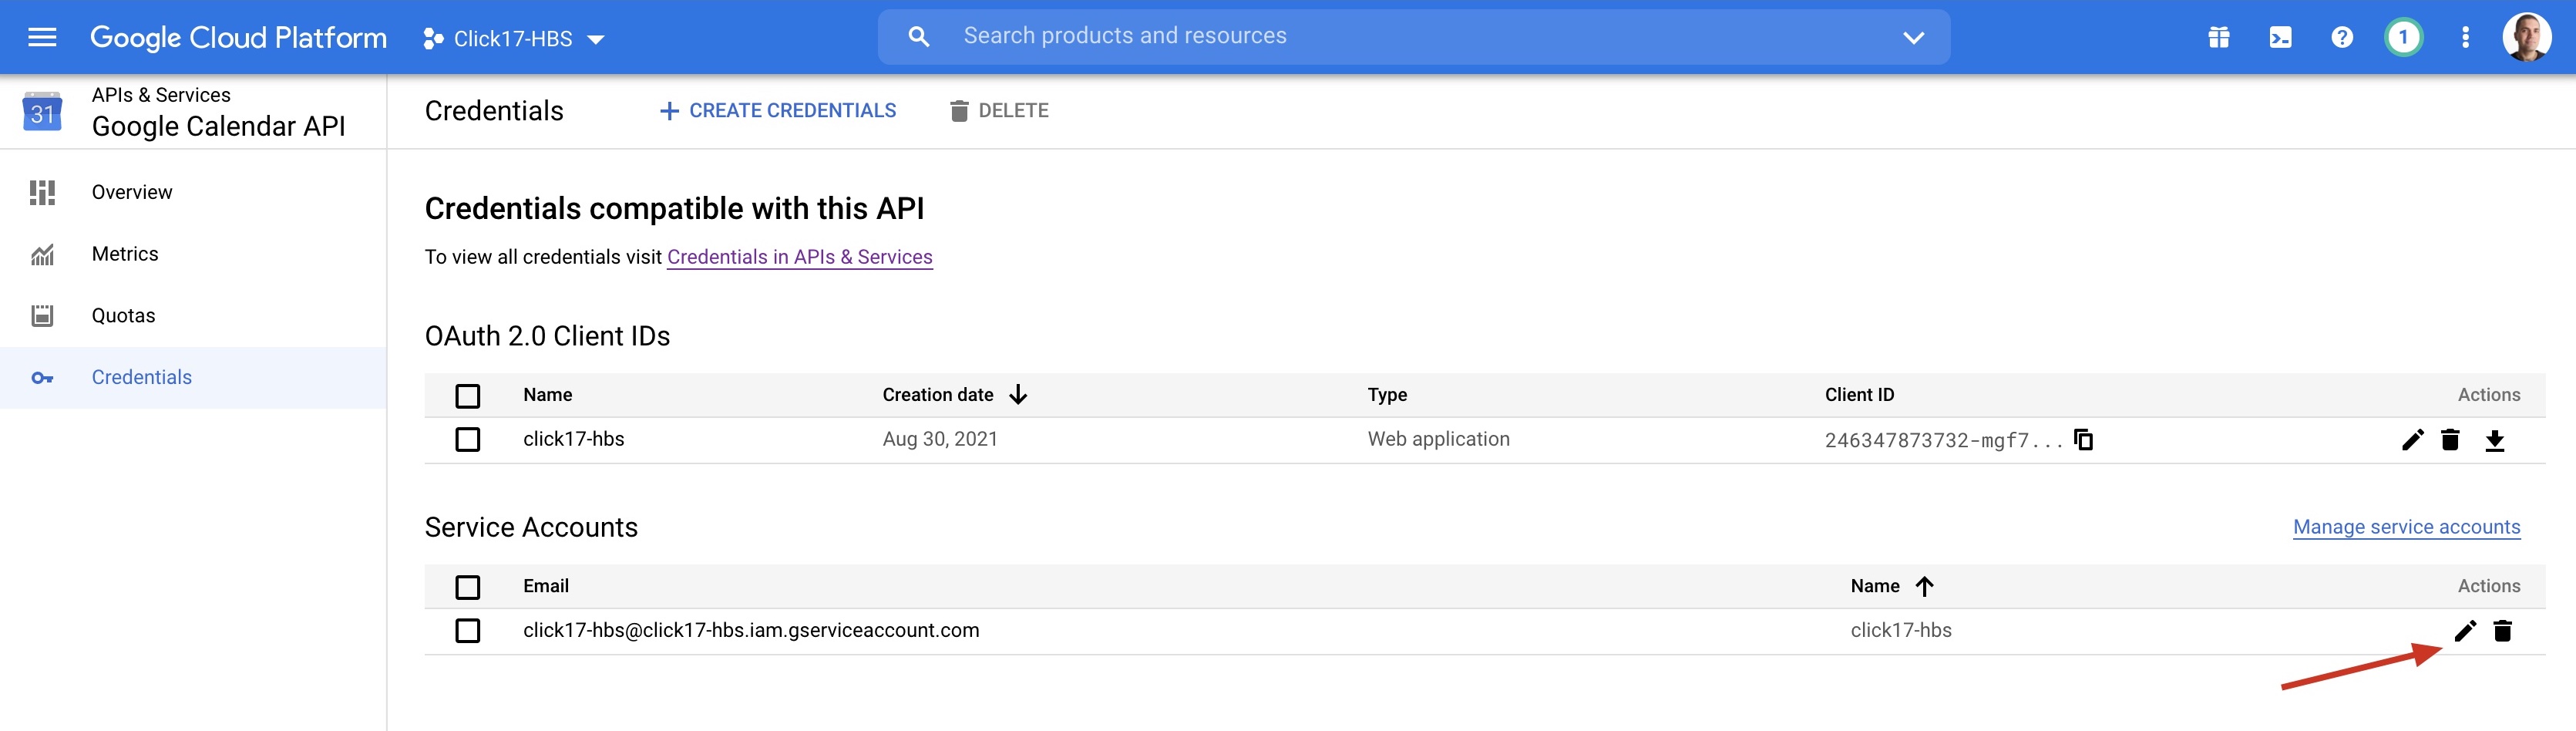 Google Cloud Platform
Click17-HBS
Search products and resources
1
31
APIs & Services
Google Calendar API
Credentials
CREATE CREDENTIALS
DELETE
Overview
Metrics
Quotas
Credentials
Credentials compatible with this API
To view all credentials visit Credentials in APIs & Services
OAuth 2.0 Client IDs
Name Creation date Type Client ID Actions
click17-hbs Aug 30, 2021 Web application 246347873732-mgf7...
Service Accounts Manage service accounts
Email Name Actions
click17-hbs@click17-hbs.iam.gserviceaccount.com click17-hbs